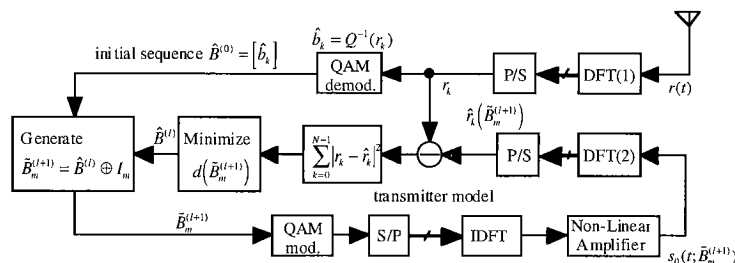 b̂_k = Q^{-1}(r_k)
initial sequence B̂^{(0)} = [b̂_k]
QAM demod.
r_k
P/S
DFT(1)
r(t)
r̂_k(B̃_m^{(l+1)})
Generate
B̃_m^{(l+1)} = B̂^{(l)} ⊕ I_m
B̂^{(l)}
Minimize
d(B̃_m^{(l+1)})
∑_{k=0}^{N-1} |r_k − r̂_k|^2
−
P/S
DFT(2)
transmitter model
B̃_m^{(l+1)}
QAM
mod.
S/P
IDFT
Non-Linear
Amplifier
s_0(t; B̃_m^{(l+1)})